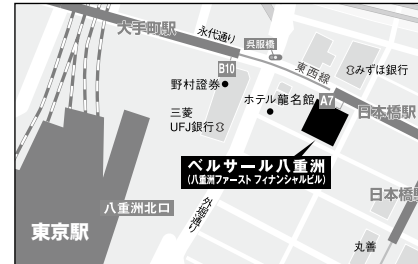 大手町駅
永代通り
呉服橋
B10
東西線
みずほ銀行
野村證券
ホテル龍名館
A7
日本橋駅
三菱
UFJ銀行
ベルサール八重洲
(八重洲ファースト フィナンシャルビル)
八重洲北口
外堀通り
日本橋駅
東京駅
丸善